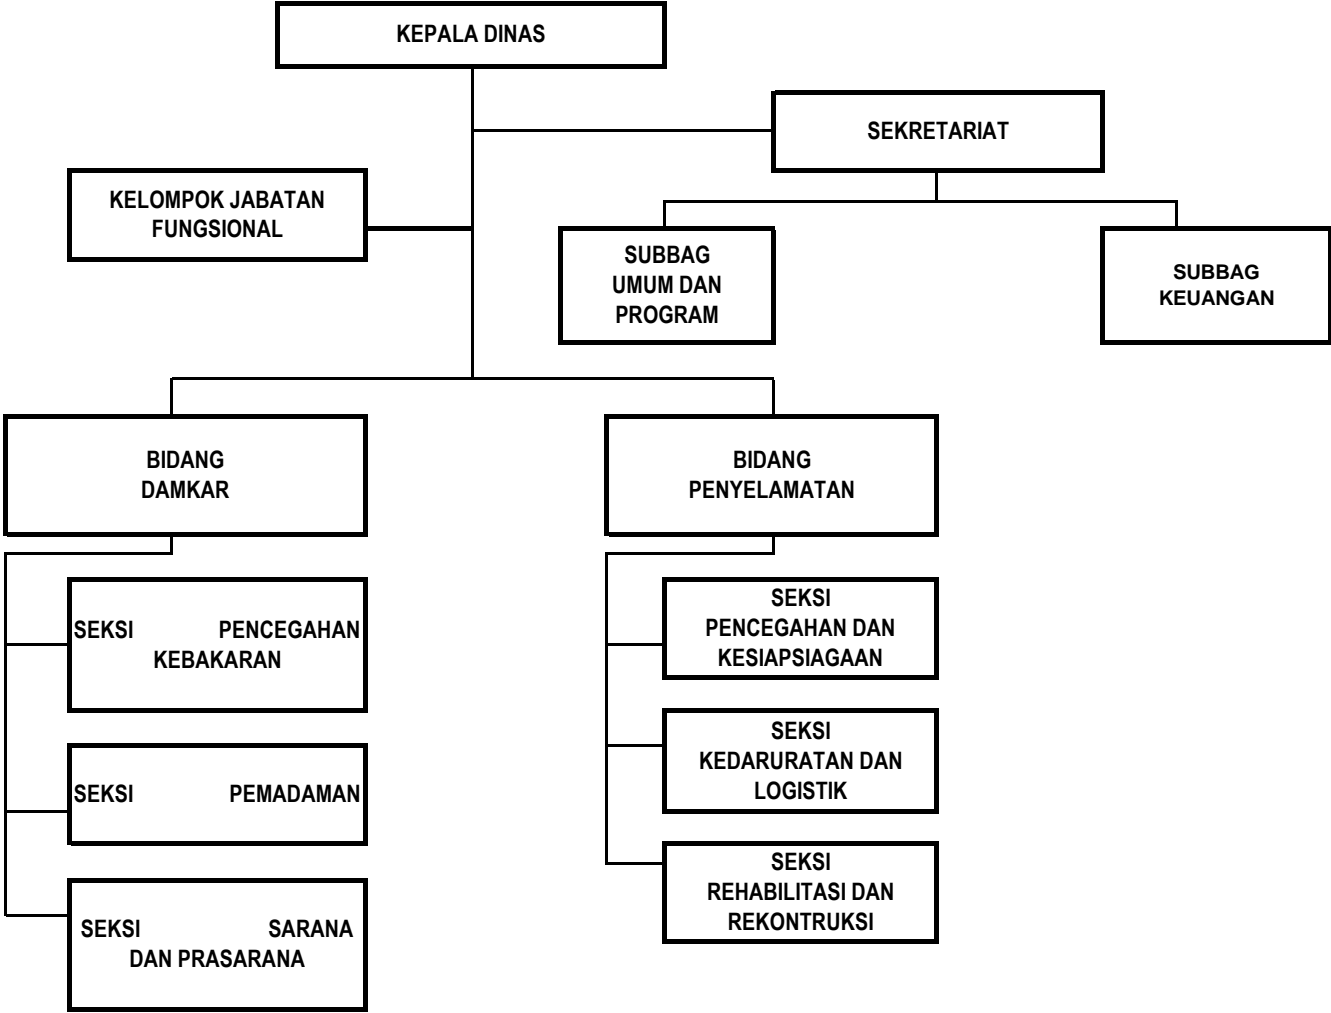 KEPALA DINAS
SEKRETARIAT
KELOMPOK JABATAN
FUNGSIONAL
SUBBAG
UMUM DAN
PROGRAM
SUBBAG
KEUANGAN
BIDANG
DAMKAR
BIDANG
PENYELAMATAN
SEKSI PENCEGAHAN
KEBAKARAN
SEKSI PEMADAMAN
SEKSI SARANA
DAN PRASARANA
SEKSI
PENCEGAHAN DAN
KESIAPSIAGAAN
SEKSI
KEDARURATAN DAN
LOGISTIK
SEKSI
REHABILITASI DAN
REKONTRUKSI